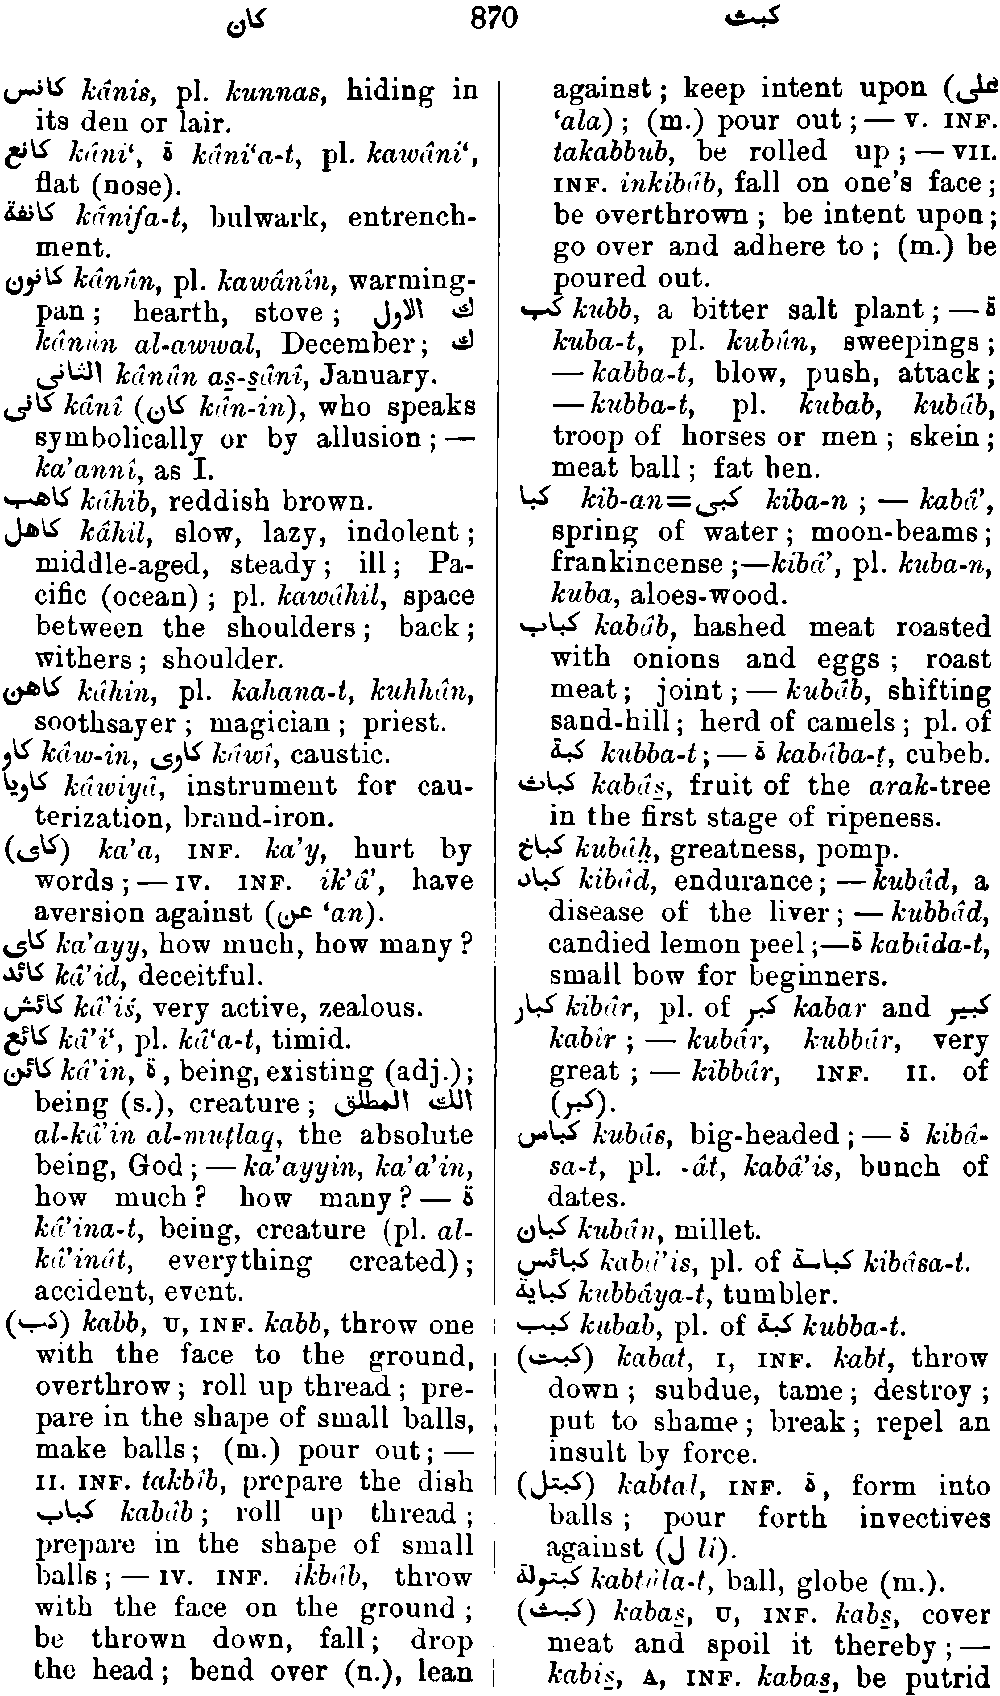 كان 870 كبث
كانس kânis, pl. kunnas, hiding in
its den or lair.
كانع kâni‘, ة kâni‘a-t, pl. kawâni‘,
flat (nose).
كانفة kânifa-t, bulwark, entrench-
ment.
كانون kânûn, pl. kawânîn, warming-
pan ; hearth, stove ; ك الاول
kânûn al-awwal, December ; ك
الثانى kânûn as̱-s̱ânî, January.
كانى kânî (كان kân-in), who speaks
symbolically or by allusion ; —
ka’annî, as I.
كاهب kâhib, reddish brown.
كاهل kâhil, slow, lazy, indolent ;
middle-aged, steady ; ill ; Pa-
cific (ocean) ; pl. kawâhil, space
between the shoulders ; back ;
withers ; shoulder.
كاهن kâhin, pl. kahana-t, kuhhân,
soothsayer ; magician ; priest.
كاو kâw-in, كاوى kâwî, caustic.
كاويا kâwiyâ, instrument for cau-
terization, brand-iron.
(كاى) ka’a, INF. ka’y, hurt by
words ; — IV. INF. ik’â’, have
aversion against (عن ‘an).
كاى ka’ayy, how much, how many ?
كائد kâ’id, deceitful.
كائش kâ’iś, very active, zealous.
كائع kâ’i‘, pl. kâ‘a-t, timid.
كائن kâ’in, ة, being, existing (adj.) ;
being (s.), creature ; الك المطلق
al-kâ’in al-muṭlaq, the absolute
being, God ; — ka’ayyin, ka’a’in,
how much ? how many ? — ة
kâ’ina-t, being, creature (pl. al-
kâ’inât, everything created) ;
accident, event.
(كب) kabb, U, INF. kabb, throw one
with the face to the ground,
overthrow ; roll up thread ; pre-
pare in the shape of small balls,
make balls ; (m.) pour out ; —
II. INF. takbîb, prepare the dish
كباب kabâb ; roll up thread ;
prepare in the shape of small
balls ; — IV. INF. ikbâb, throw
with the face on the ground ;
be thrown down, fall ; drop
the head ; bend over (n.), lean
against ; keep intent upon (على
‘ala) ; (m.) pour out ; — V. INF.
takabbub, be rolled up ; — VII.
INF. inkibâb, fall on one’s face ;
be overthrown ; be intent upon ;
go over and adhere to ; (m.) be
poured out.
كب kubb, a bitter salt plant ; — ة
kuba-t, pl. kubûn, sweepings ;
— kabba-t, blow, push, attack ;
— kubba-t, pl. kubab, kubâb,
troop of horses or men ; skein ;
meat ball ; fat hen.
كبا kib-an = كبى kiba-n ; — kabâ’,
spring of water ; moon-beams ;
frankincense ; — kibâ’, pl. kuba-n,
kuba, aloes-wood.
كباب kabâb, hashed meat roasted
with onions and eggs ; roast
meat ; joint ; — kubâb, shifting
sand-hill ; herd of camels ; pl. of
كبة kubba-t ; — ة kabâba-t, cubeb.
كباث kabâs̱, fruit of the arak-tree
in the first stage of ripeness.
كباخ kubâḫ, greatness, pomp.
كباد kibâd, endurance ; — kubâd, a
disease of the liver ; — kubbâd,
candied lemon peel ; — ة kabâda-t,
small bow for beginners.
كبار kibâr, pl. of كبر kabar and كبير
kabîr ; — kubâr, kubbâr, very
great ; — kibbâr, INF. II. of
(كبر).
كباس kubâs, big-headed ; — ة kibâ-
sa-t, pl. -ât, kabâ’is, bunch of
dates.
كبان kubân, millet.
كبائس kabâ’is, pl. of كباسة kibâsa-t.
كباية kubbâya-t, tumbler.
كبب kubab, pl. of كبة kubba-t.
(كبت) kabat, I, INF. kabt, throw
down ; subdue, tame ; destroy ;
put to shame ; break ; repel an
insult by force.
(كبتل) kabtal, INF. ة, form into
balls ; pour forth invectives
against (ل li).
كبتولة kabtûla-t, ball, globe (m.).
(كبث) kabas̱, U, INF. kabs̱, cover
meat and spoil it thereby ; —
kabis̱, A, INF. kabas̱, be putrid